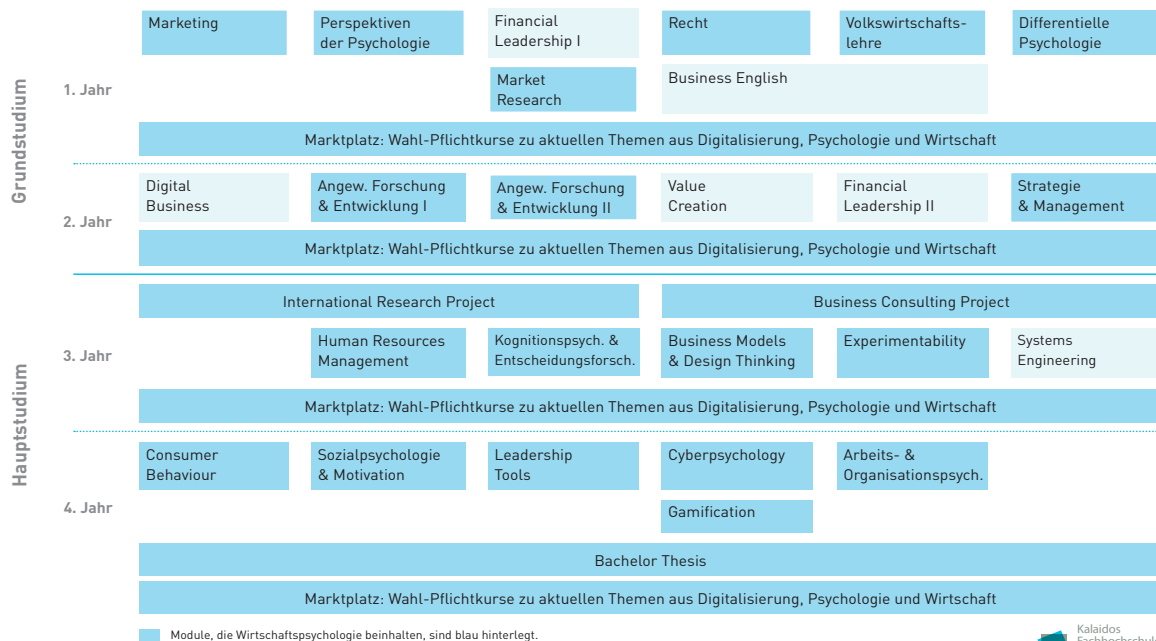 Grundstudium
1. Jahr
Marketing
Perspektiven
der Psychologie
Financial
Leadership I
Recht
Volkswirtschafts-
lehre
Differentielle
Psychologie
Market
Research
Business English
Marktplatz: Wahl-Pflichtkurse zu aktuellen Themen aus Digitalisierung, Psychologie und Wirtschaft
2. Jahr
Digital
Business
Angew. Forschung
& Entwicklung I
Angew. Forschung
& Entwicklung II
Value
Creation
Financial
Leadership II
Strategie
& Management
Marktplatz: Wahl-Pflichtkurse zu aktuellen Themen aus Digitalisierung, Psychologie und Wirtschaft
Hauptstudium
International Research Project
Business Consulting Project
3. Jahr
Human Resources
Management
Kognitionspsych. &
Entscheidungsforsch.
Business Models
& Design Thinking
Experimentability
Systems
Engineering
Marktplatz: Wahl-Pflichtkurse zu aktuellen Themen aus Digitalisierung, Psychologie und Wirtschaft
4. Jahr
Consumer
Behaviour
Sozialpsychologie
& Motivation
Leadership
Tools
Cyberpsychology
Arbeits- &
Organisationspsych.
Gamification
Bachelor Thesis
Marktplatz: Wahl-Pflichtkurse zu aktuellen Themen aus Digitalisierung, Psychologie und Wirtschaft
Module, die Wirtschaftspsychologie beinhalten, sind blau hinterlegt.
Kalaidos
Fachhochschule